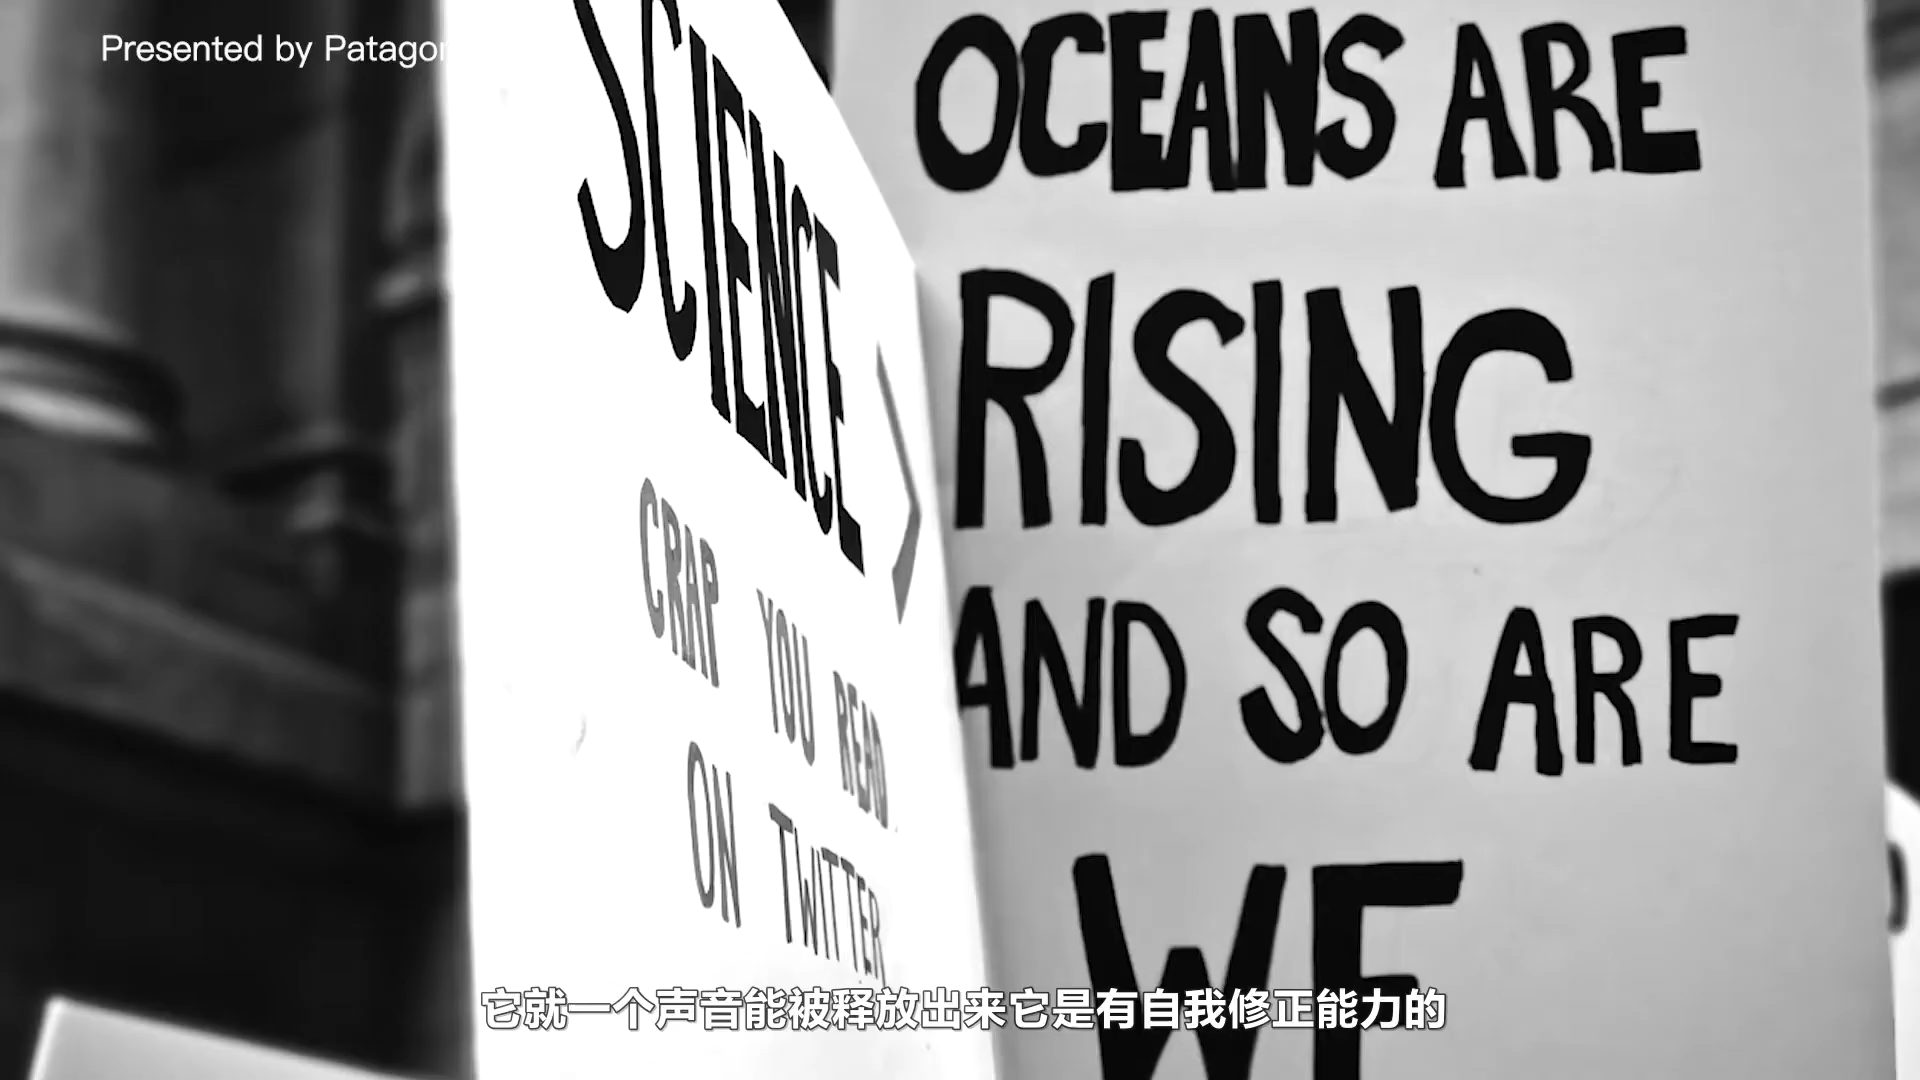 Presented by Patagon
SCIENCE
>
CRAP YOU READ
ON TWITTER
OCEANS ARE
RISING
AND SO ARE
WE
它就一个声音能被释放出来它是有自我修正能力的